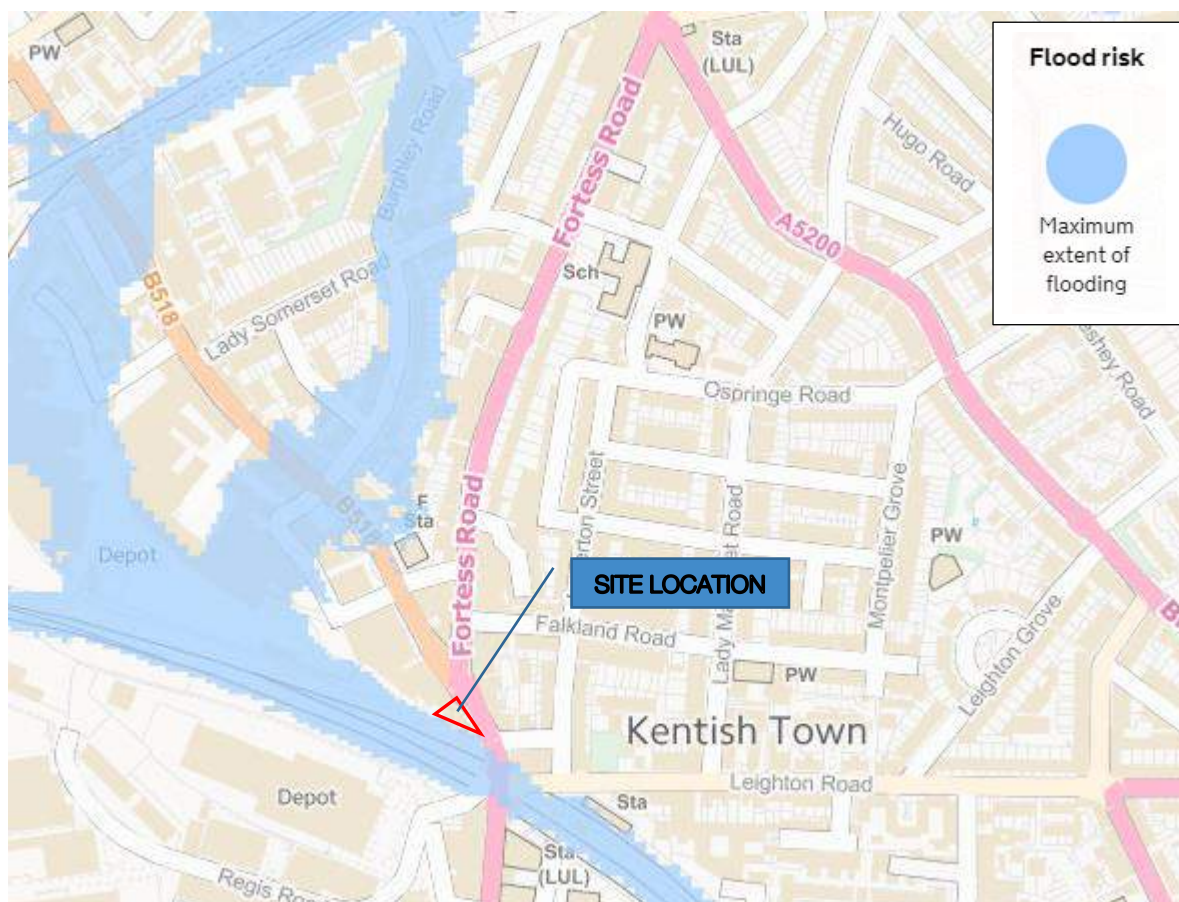 PW
Sta
(LUL)
Flood risk
Maximum
extent of
flooding
Hugo Road
Burghley Road
Fortess Road
A5200
Sch
B518
Lady Somerset Road
PW
Road
Ospringe Road
Sta
B518
Fortess Road
Montpelier Grove
PW
Depot
SITE LOCATION
Falkland Road
PW
Leighton Grove
Kentish Town
Leighton Road
Depot
Sta
Sta
(LUL)
Regis